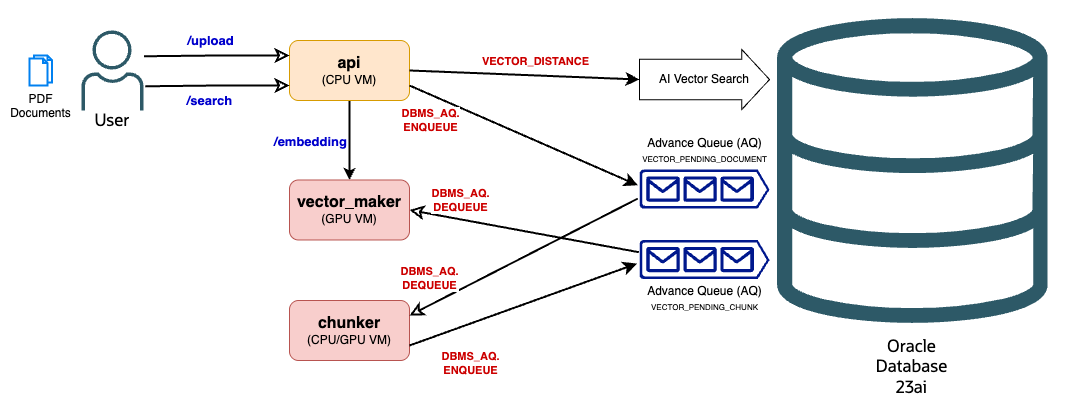 PDF
Documents
User
/upload
/search
api
(CPU VM)
/embedding
VECTOR_DISTANCE
AI Vector Search
DBMS_AQ.
ENQUEUE
Advance Queue (AQ)
VECTOR_PENDING_DOCUMENT
vector_maker
(GPU VM)
DBMS_AQ.
DEQUEUE
DBMS_AQ.
DEQUEUE
Advance Queue (AQ)
VECTOR_PENDING_CHUNK
chunker
(CPU/GPU VM)
DBMS_AQ.
ENQUEUE
Oracle
Database
23ai